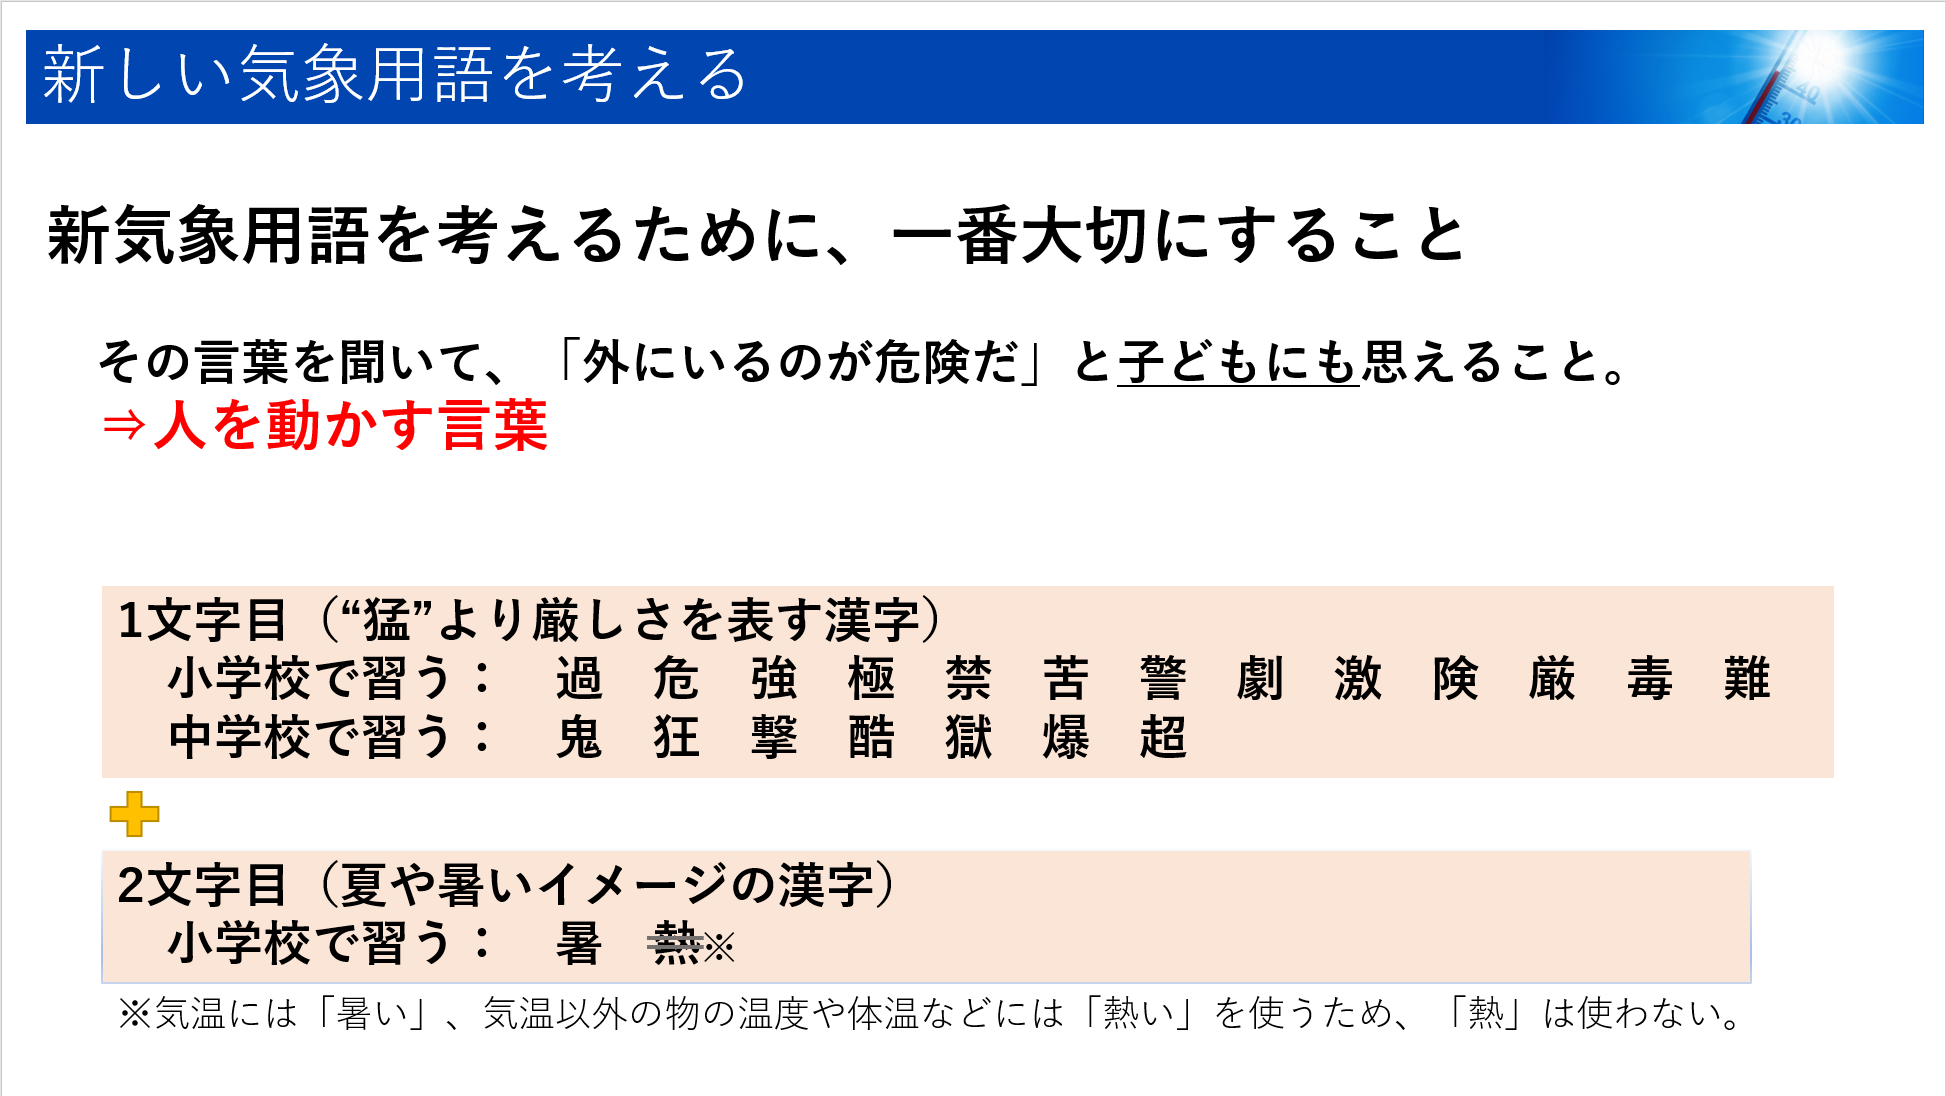 新しい気象用語を考える
40
30
新気象用語を考えるために、一番大切にすること
その言葉を聞いて、「外にいるのが危険だ」と子どもにも思えること。
⇒人を動かす言葉
1文字目（“猛”より厳しさを表す漢字）
小学校で習う： 過 危 強 極 禁 苦 警 劇 激 険 厳 毒 難
中学校で習う： 鬼 狂 撃 酷 獄 爆 超
2文字目（夏や暑いイメージの漢字）
小学校で習う： 暑 熱※
※気温には「暑い」、気温以外の物の温度や体温などには「熱い」を使うため、「熱」は使わない。